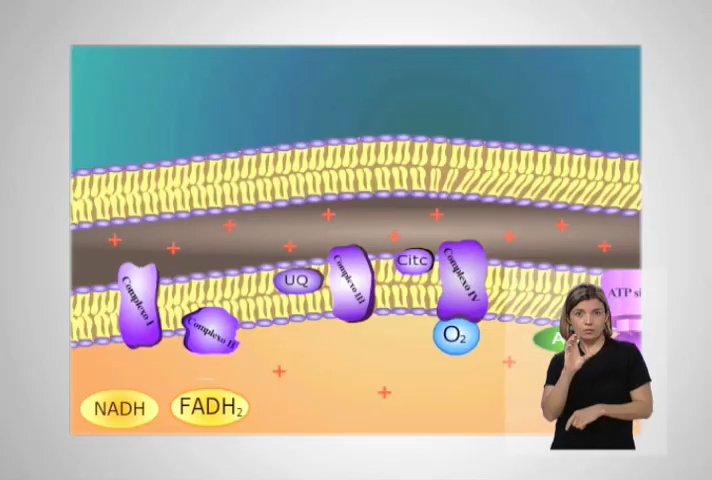 Complexo I
Complexo II
UQ
Complexo III
Citc
Complexo IV
O₂
ATP si
NADH
FADH₂